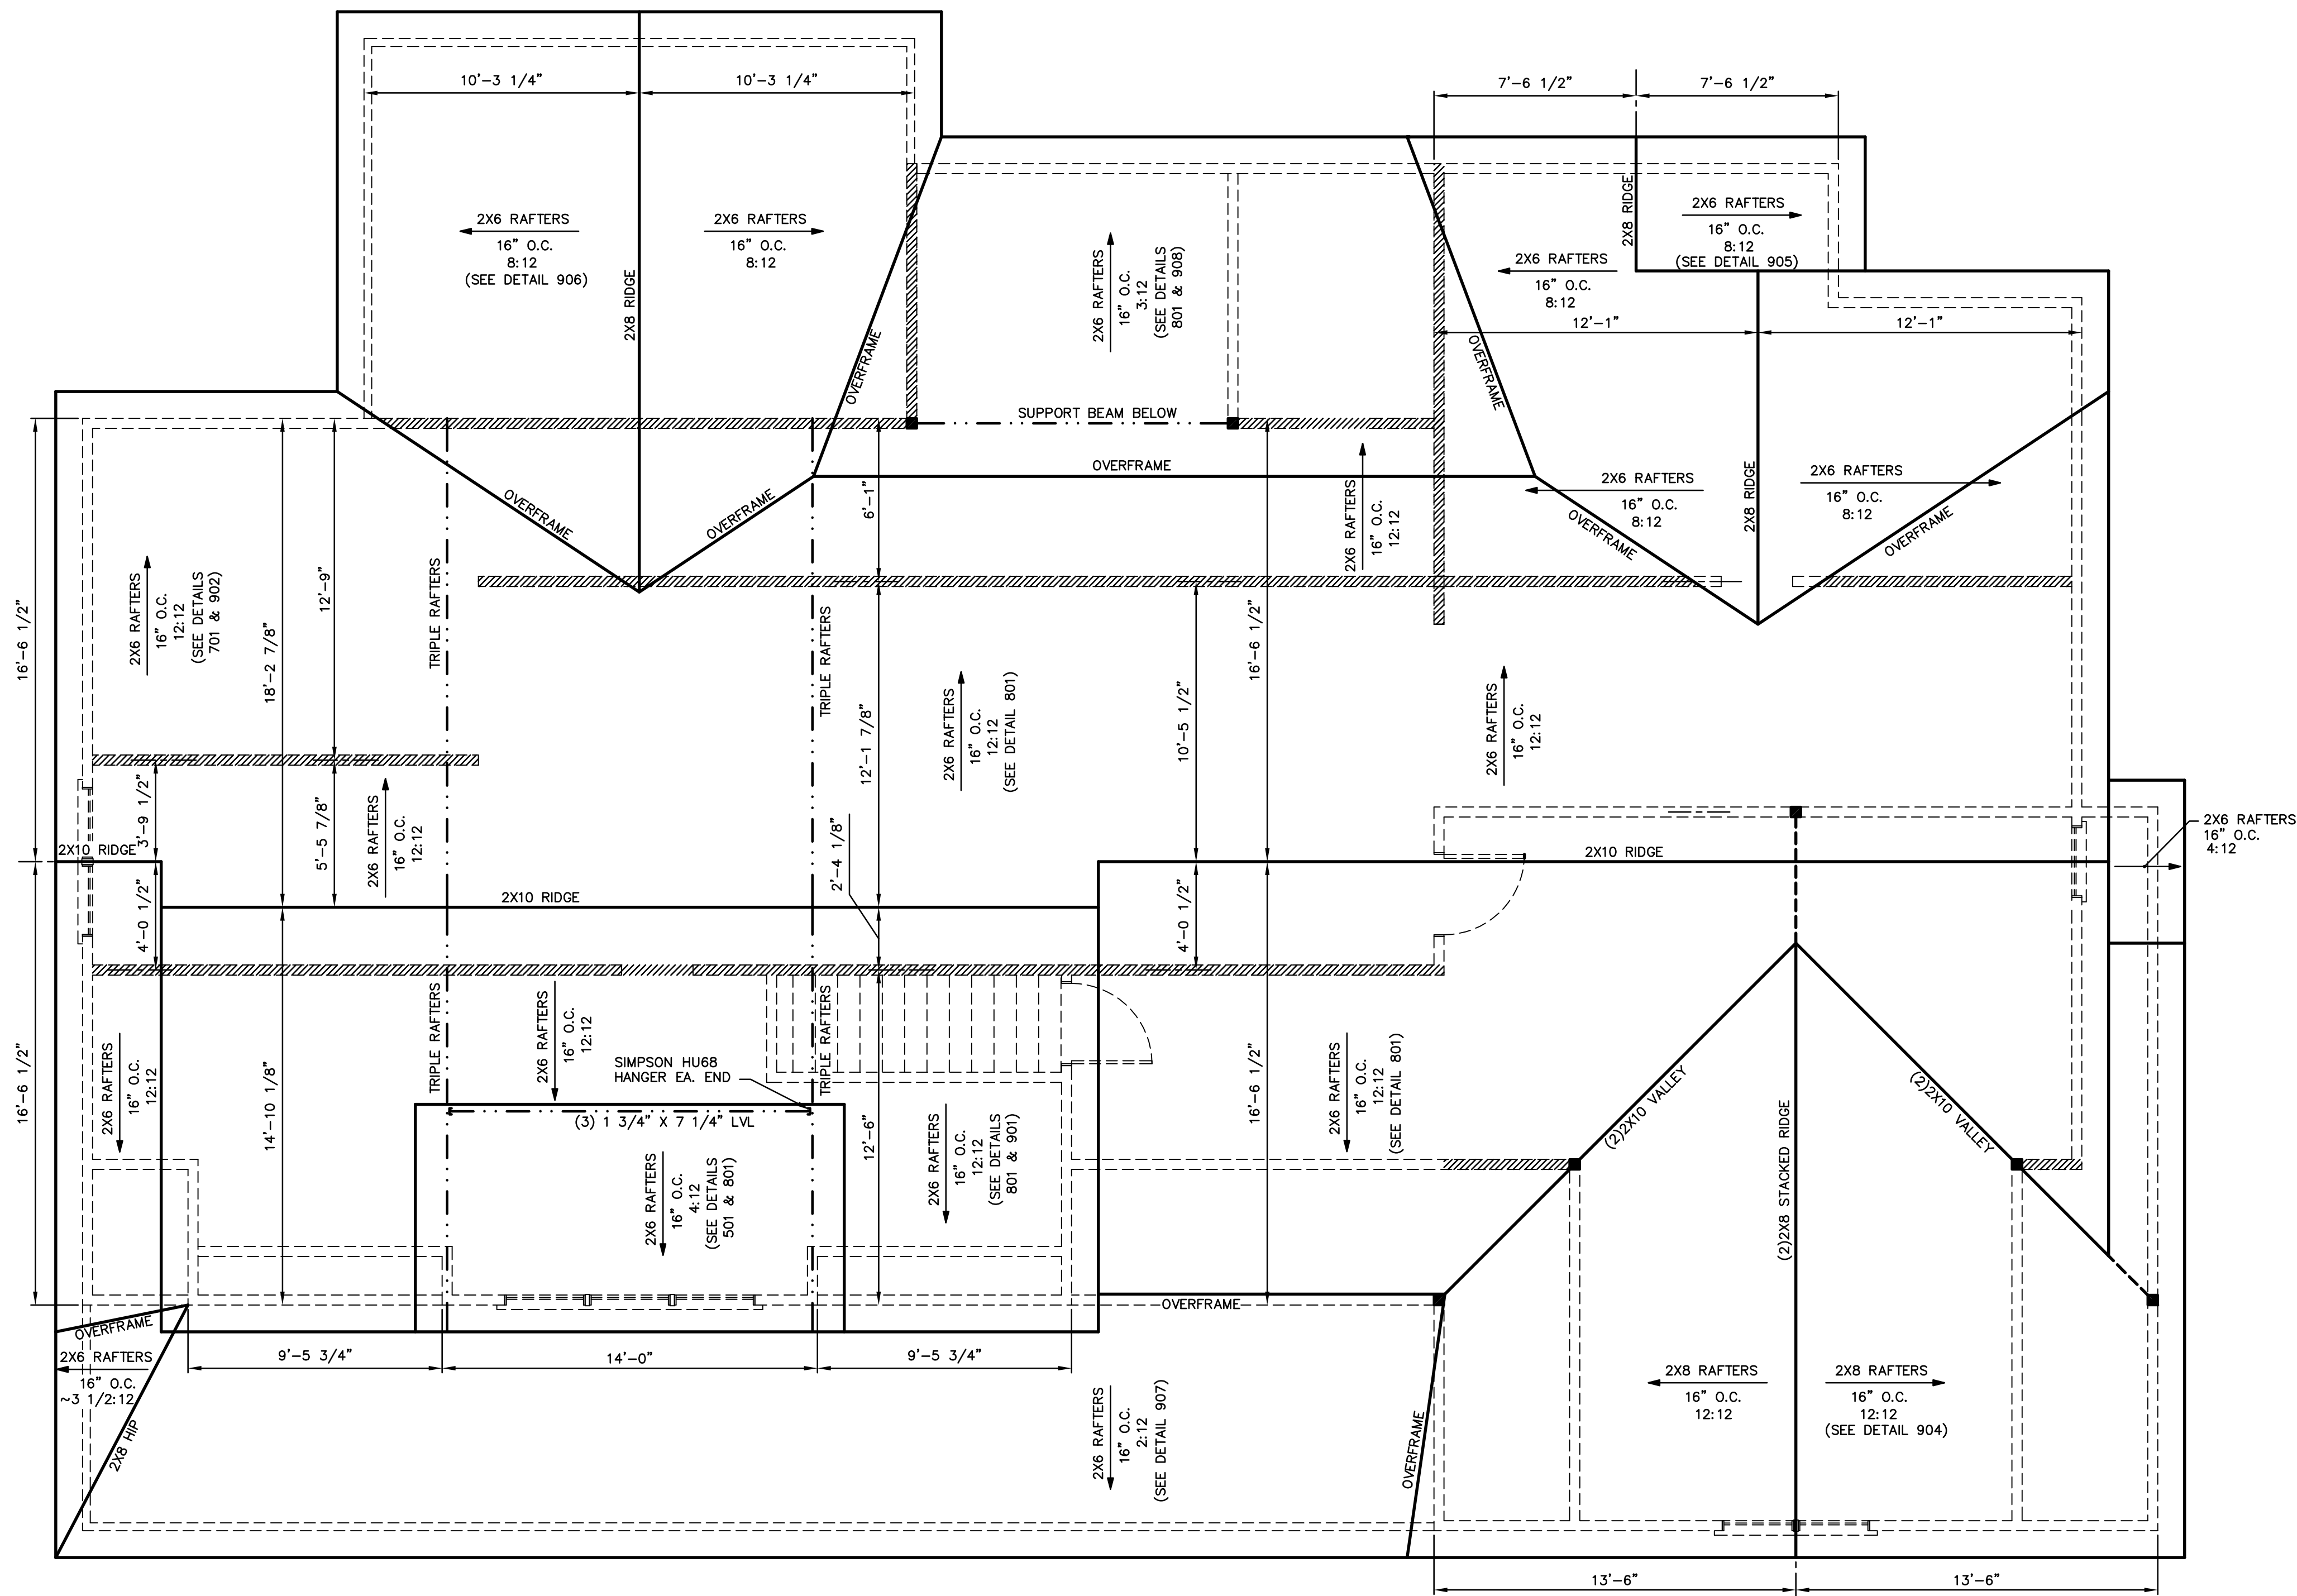 10'-3 1/4"
10'-3 1/4"
7'-6 1/2"
7'-6 1/2"
2X6 RAFTERS
16" O.C.
8:12
(SEE DETAIL 906)
2X6 RAFTERS
16" O.C.
8:12
2X8 RIDGE
OVERFRAME
2X6 RAFTERS
16" O.C.
3:12
(SEE DETAILS
801 & 908)
2X8 RIDGE
2X6 RAFTERS
16" O.C.
8:12
(SEE DETAIL 905)
2X6 RAFTERS
16" O.C.
8:12
12'-1"
12'-1"
OVERFRAME
SUPPORT BEAM BELOW
OVERFRAME
OVERFRAME
OVERFRAME
6'-1"
2X6 RAFTERS
16" O.C.
12:12
2X6 RAFTERS
16" O.C.
8:12
2X8 RIDGE
2X6 RAFTERS
16" O.C.
8:12
OVERFRAME
OVERFRAME
16'-6 1/2"
2X6 RAFTERS
16" O.C.
12:12
(SEE DETAILS
701 & 902)
18'-2 7/8"
12'-9"
TRIPLE RAFTERS
TRIPLE RAFTERS
12'-1 7/8"
2X6 RAFTERS
16" O.C.
12:12
(SEE DETAIL 801)
10'-5 1/2"
16'-6 1/2"
2X6 RAFTERS
16" O.C.
12:12
3'-9 1/2"
5'-5 7/8"
2X6 RAFTERS
16" O.C.
12:12
2'-4 1/8"
2X10 RIDGE
2X10 RIDGE
2X10 RIDGE
2X6 RAFTERS
16" O.C.
4:12
4'-0 1/2"
4'-0 1/2"
16'-6 1/2"
2X6 RAFTERS
16" O.C.
12:12
14'-10 1/8"
TRIPLE RAFTERS
2X6 RAFTERS
16" O.C.
12:12
SIMPSON HU68
HANGER EA. END
TRIPLE RAFTERS
(3) 1 3/4" X 7 1/4" LVL
2X6 RAFTERS
16" O.C.
4:12
(SEE DETAILS
501 & 801)
12'-6"
2X6 RAFTERS
16" O.C.
12:12
(SEE DETAILS
801 & 901)
16'-6 1/2"
2X6 RAFTERS
16" O.C.
12:12
(SEE DETAIL 801)
(2)2X10 VALLEY
(2)2X8 STACKED RIDGE
(2)2X10 VALLEY
OVERFRAME
OVERFRAME
2X6 RAFTERS
16" O.C.
~3 1/2:12
2X8 HIP
9'-5 3/4"
14'-0"
9'-5 3/4"
2X6 RAFTERS
16" O.C.
2:12
(SEE DETAIL 907)
OVERFRAME
2X8 RAFTERS
16" O.C.
12:12
2X8 RAFTERS
16" O.C.
12:12
(SEE DETAIL 904)
13'-6"
13'-6"